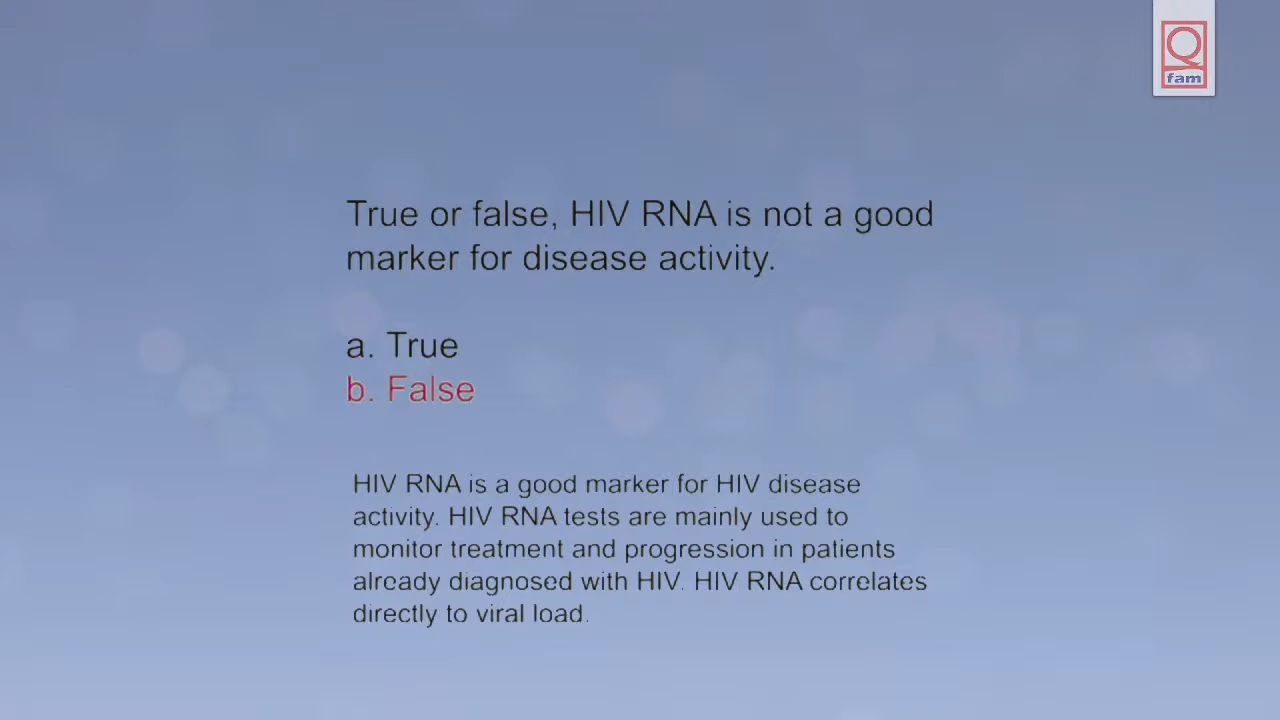 Q
fam
True or false, HIV RNA is not a good
marker for disease activity.
a. True
b. False
HIV RNA is a good marker for HIV disease
activity. HIV RNA tests are mainly used to
monitor treatment and progression in patients
already diagnosed with HIV. HIV RNA correlates
directly to viral load.